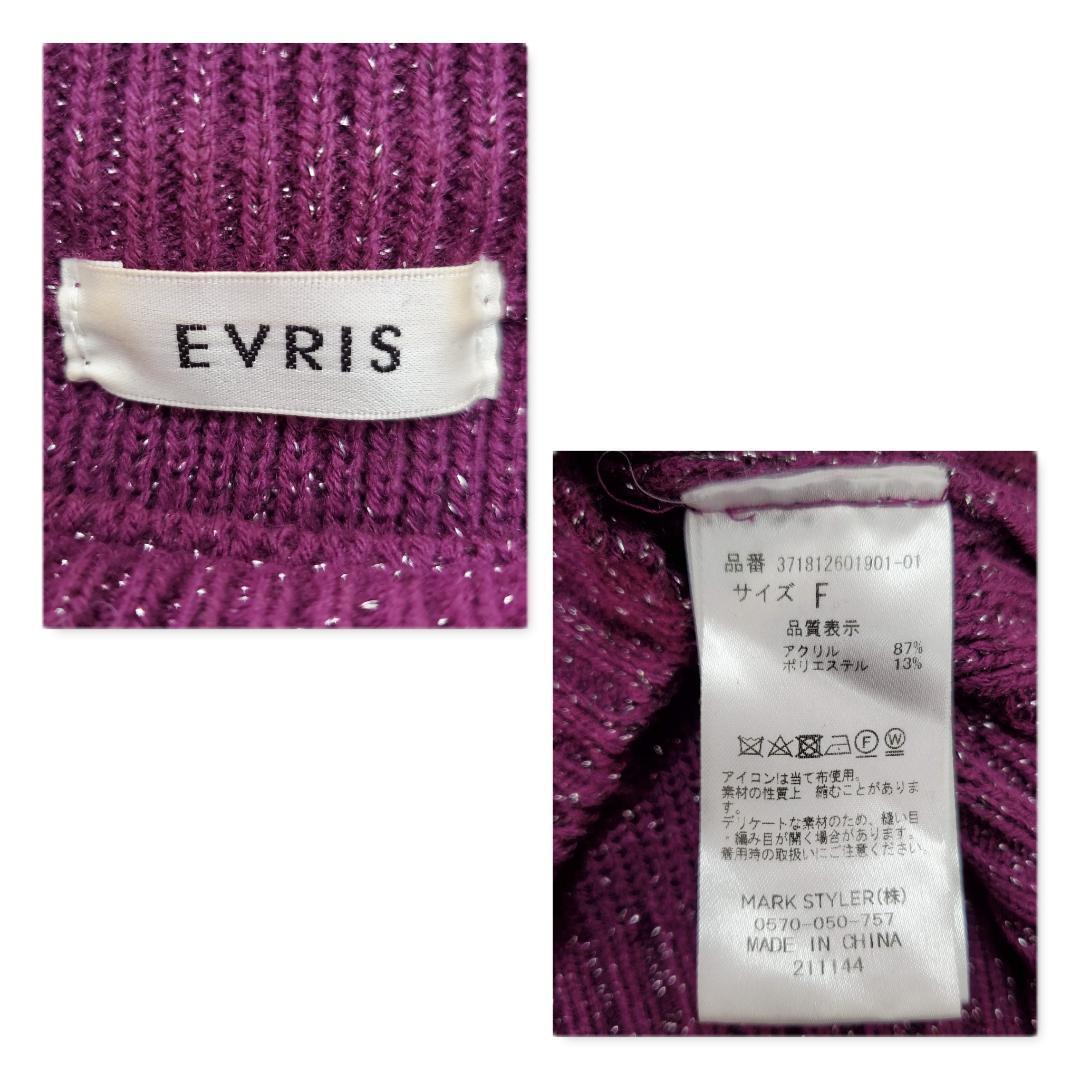 EVRIS
品番 371812601901-01
サイズ F
品質表示
アクリル 87%
ポリエステル 13%
F W
アイコンは当て布使用。
素材の性質上 縮むことがありま
す。
デリケートな素材のため、縫い目
・編み目が開く場合があります。
着用時の取扱いにご注意ください。
MARK STYLER(株)
0570-050-757
MADE IN CHINA
211144